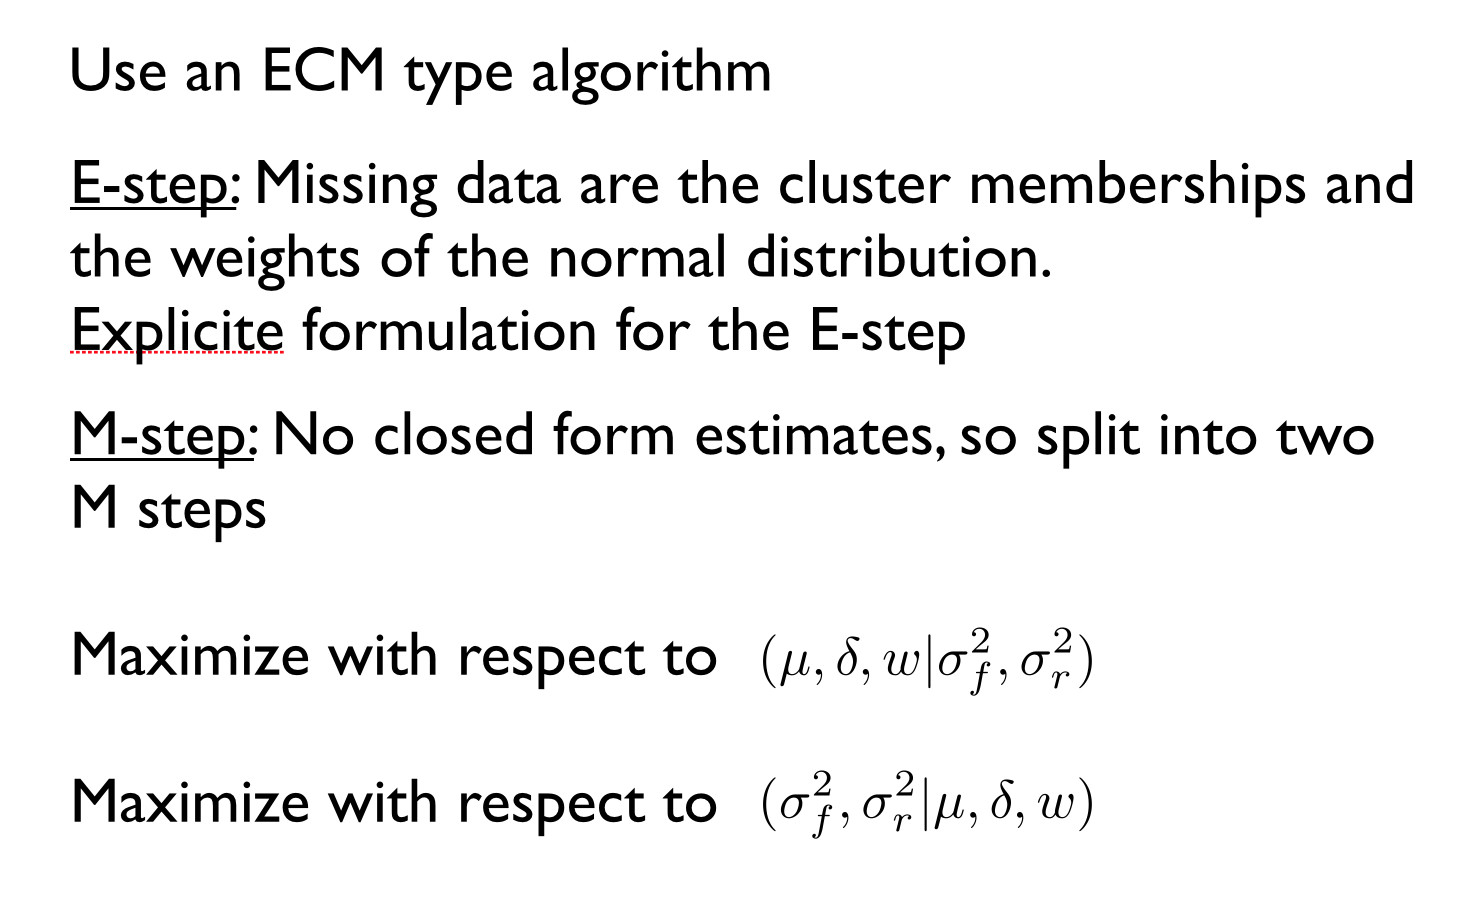 Use an ECM type algorithm
E-step: Missing data are the cluster memberships and
the weights of the normal distribution.
Explicite formulation for the E-step
M-step: No closed form estimates, so split into two
M steps
Maximize with respect to (μ, δ, w|σ_f^2, σ_r^2)
Maximize with respect to (σ_f^2, σ_r^2|μ, δ, w)